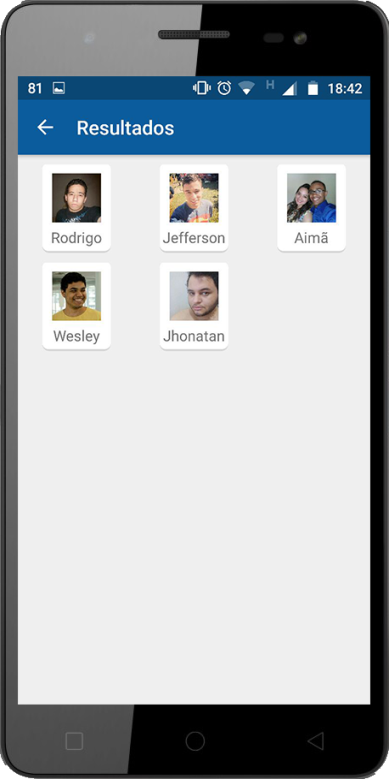 81 H 18:42
Resultados
Rodrigo Jefferson Aimã
Wesley Jhonatan